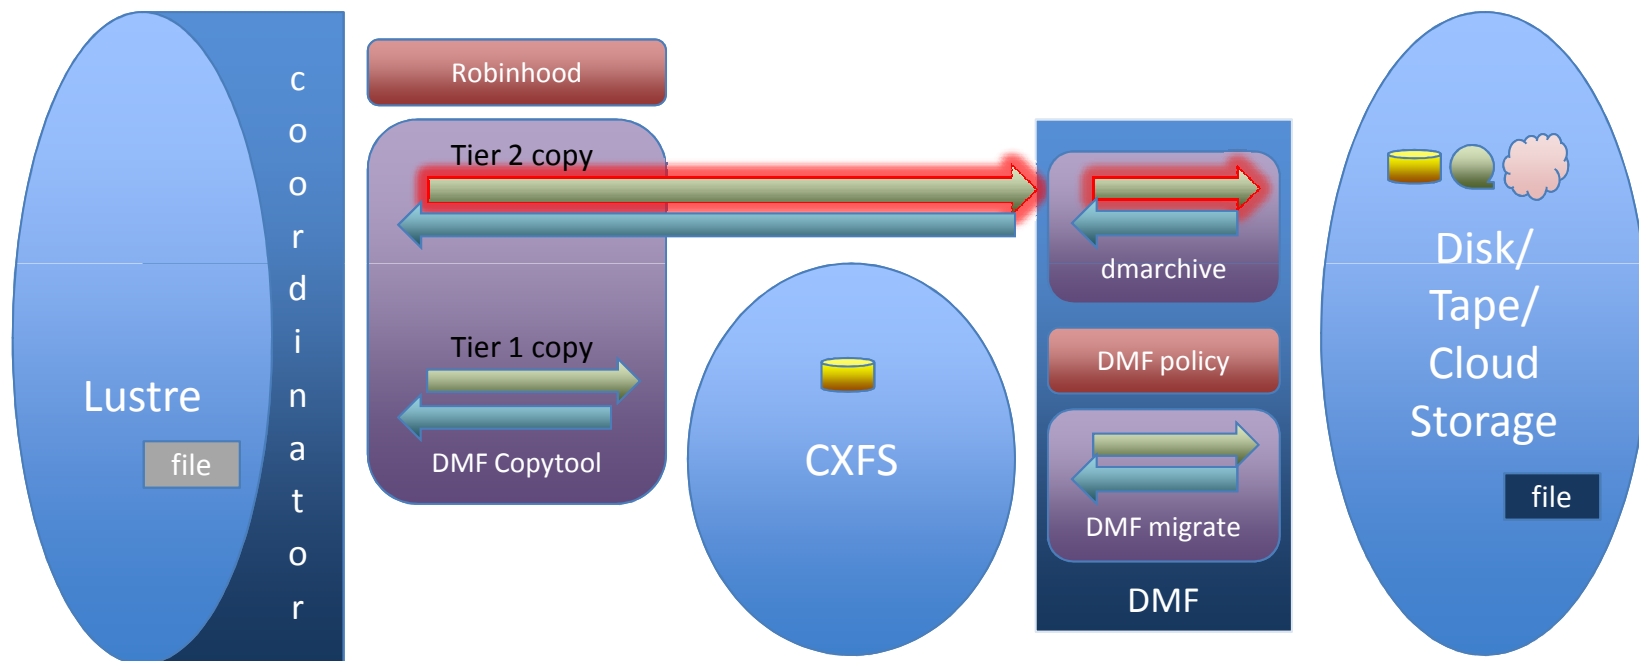 coordinator
Robinhood
Tier 2 copy
dmarchive
Disk/
Tape/
Cloud
Storage
Tier 1 copy
DMF policy
Lustre
file
DMF Copytool
CXFS
DMF migrate
file
DMF